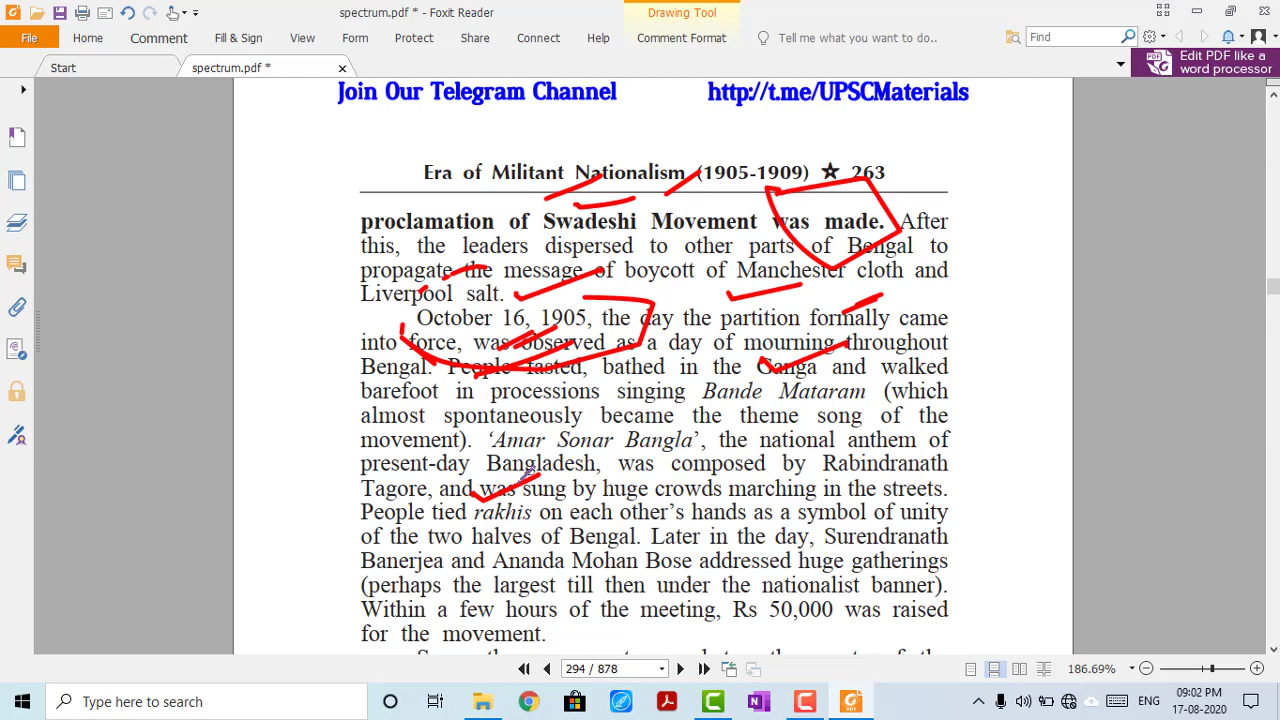 spectrum.pdf * - Foxit Reader
Drawing Tool
File
Home
Comment
Fill & Sign
View
Form
Protect
Share
Connect
Help
Comment Format
Tell me what you want to do..
Find
Start
spectrum.pdf *
Edit PDF like a
word processor
Join Our Telegram Channel http://t.me/UPSCMaterials
Era of Militant Nationalism (1905-1909) ☆ 263
proclamation of Swadeshi Movement was made. After
this, the leaders dispersed to other parts of Bengal to
propagate the message of boycott of Manchester cloth and
Liverpool salt.
October 16, 1905, the day the partition formally came
into force, was observed as a day of mourning throughout
Bengal. People fasted, bathed in the Ganga and walked
barefoot in processions singing Bande Mataram (which
almost spontaneously became the theme song of the
movement). ‘Amar Sonar Bangla’, the national anthem of
present-day Bangladesh, was composed by Rabindranath
Tagore, and was sung by huge crowds marching in the streets.
People tied rakhis on each other’s hands as a symbol of unity
of the two halves of Bengal. Later in the day, Surendranath
Banerjea and Ananda Mohan Bose addressed huge gatherings
(perhaps the largest till then under the nationalist banner).
Within a few hours of the meeting, Rs 50,000 was raised
for the movement.
294 / 878
186.69%
Type here to search
ENG
09:02 PM
17-08-2020